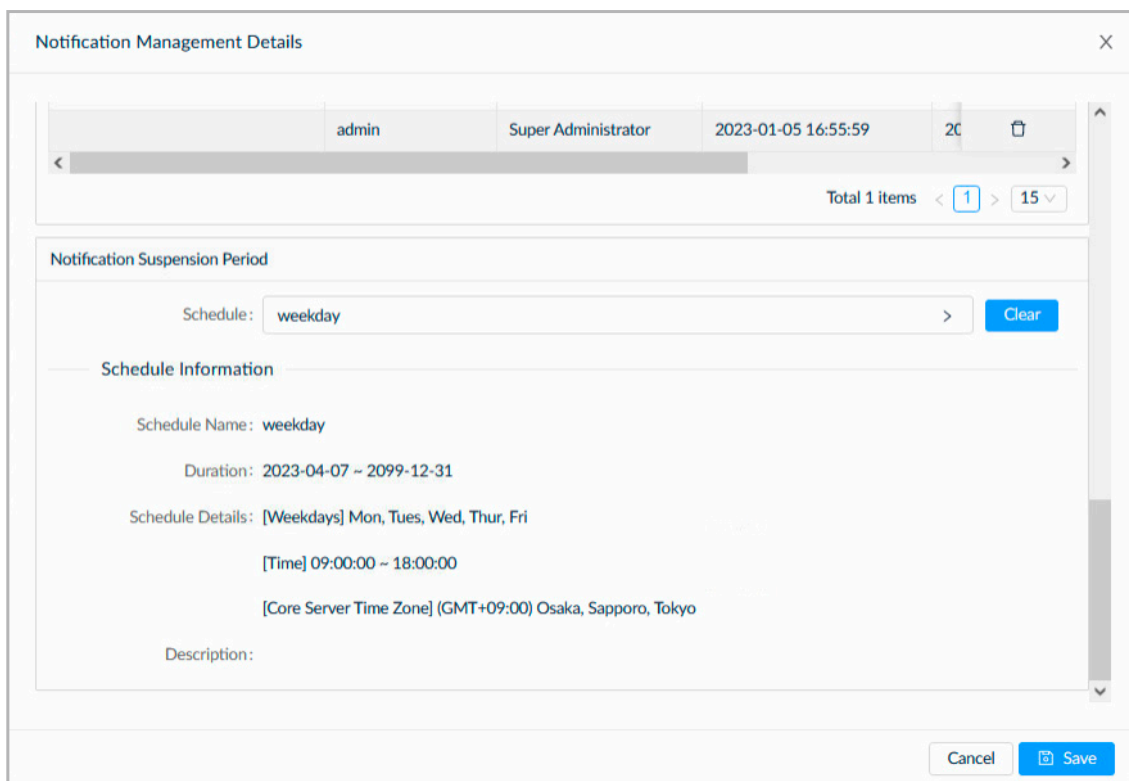 Notification Management Details
admin Super Administrator 2023-01-05 16:55:59 20
Total 1 items < 1 > 15
Notification Suspension Period
Schedule: weekday > Clear
Schedule Information
Schedule Name: weekday
Duration: 2023-04-07 ~ 2099-12-31
Schedule Details: [Weekdays] Mon, Tues, Wed, Thur, Fri
[Time] 09:00:00 ~ 18:00:00
[Core Server Time Zone] (GMT+09:00) Osaka, Sapporo, Tokyo
Description:
Cancel Save